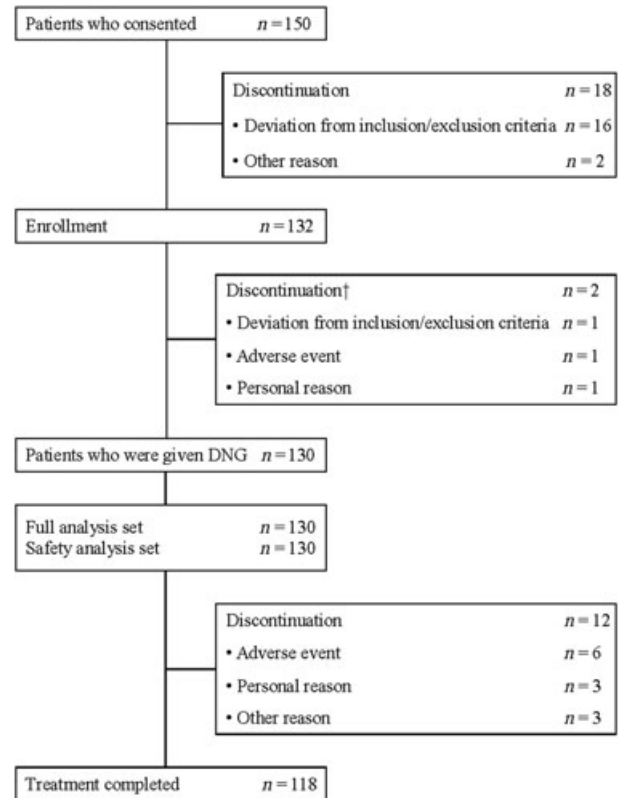 Patients who consented n=150
Discontinuation n=18
• Deviation from inclusion/exclusion criteria n=16
• Other reason n=2
Enrollment n=132
Discontinuation† n=2
• Deviation from inclusion/exclusion criteria n=1
• Adverse event n=1
• Personal reason n=1
Patients who were given DNG n=130
Full analysis set n=130
Safety analysis set n=130
Discontinuation n=12
• Adverse event n=6
• Personal reason n=3
• Other reason n=3
Treatment completed n=118